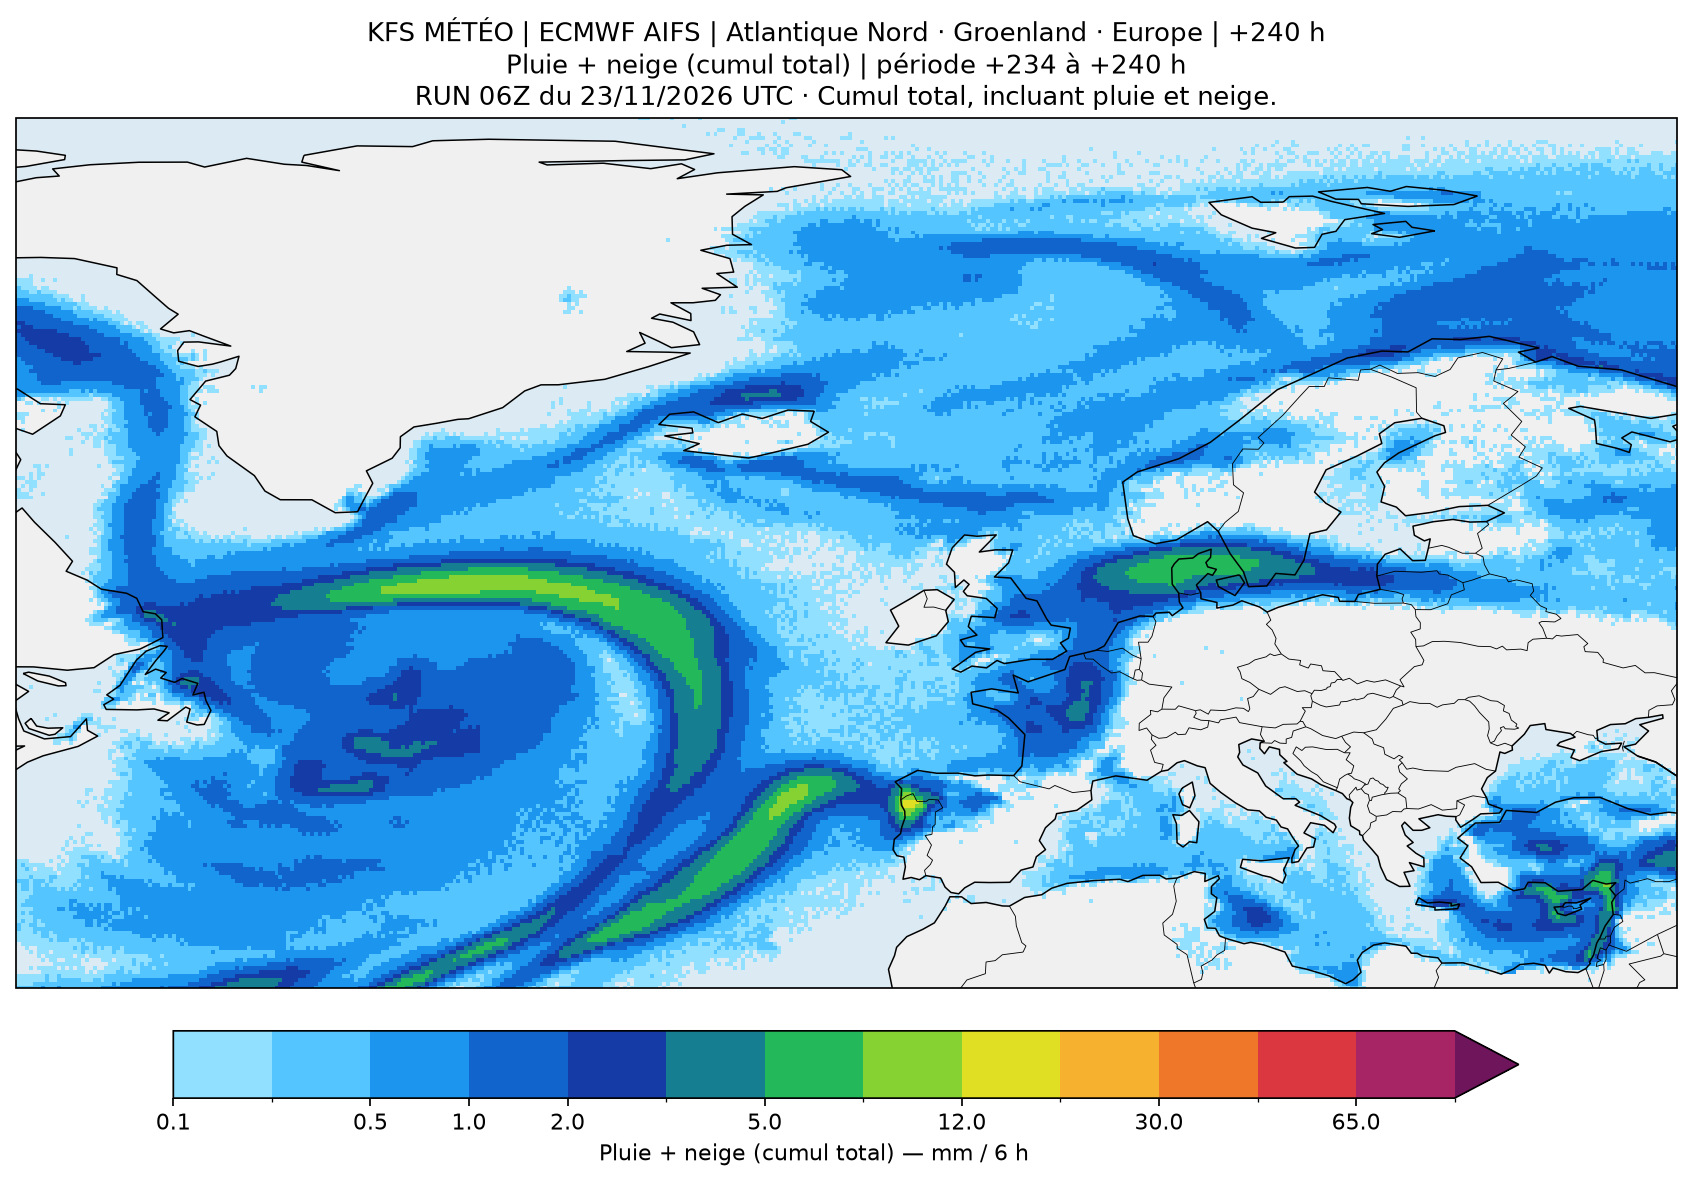 KFS MÉTÉO | ECMWF AIFS | Atlantique Nord · Groenland · Europe | +240 h
Pluie + neige (cumul total) | période +234 à +240 h
RUN 06Z du 23/11/2026 UTC · Cumul total, incluant pluie et neige.
0.1 0.5 1.0 2.0 5.0 12.0 30.0 65.0
Pluie + neige (cumul total) — mm / 6 h